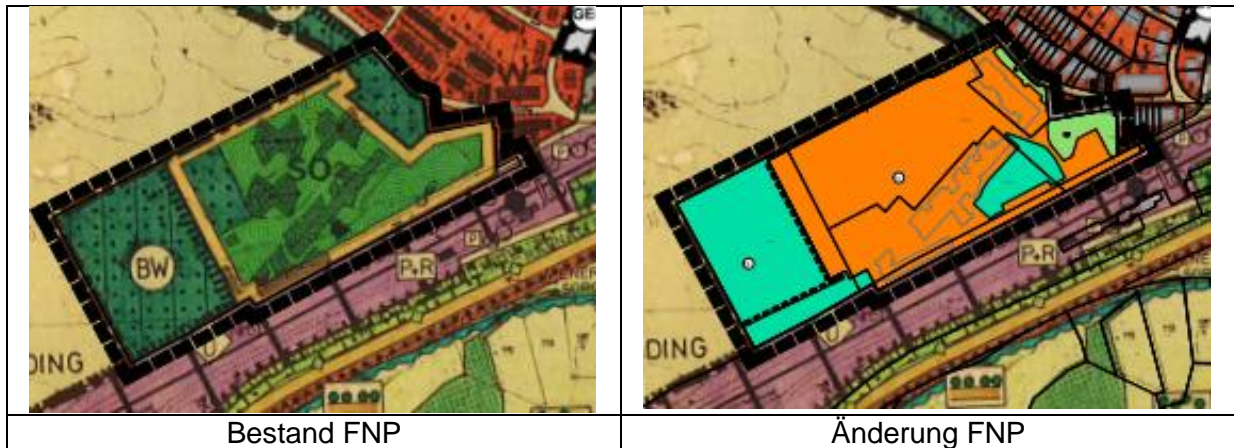 GE
W
SO
BW
P
P
P+R
DING
Bestand FNP
P
P
P+R
DING
Änderung FNP